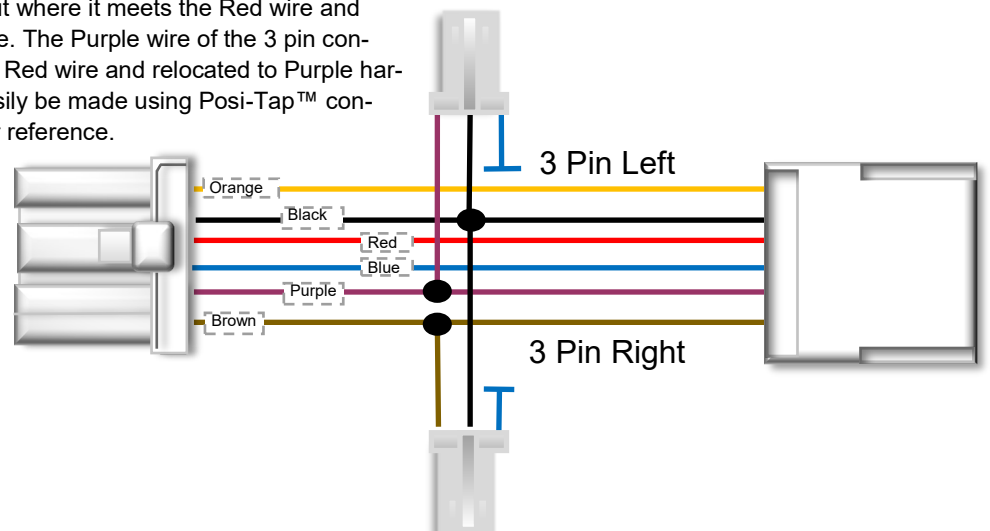 ut where it meets the Red wire and
e. The Purple wire of the 3 pin con-
Red wire and relocated to Purple har-
sily be made using Posi-Tap™ con-
reference.
3 Pin Left
Orange
Black
Red
Blue
Purple
Brown
3 Pin Right